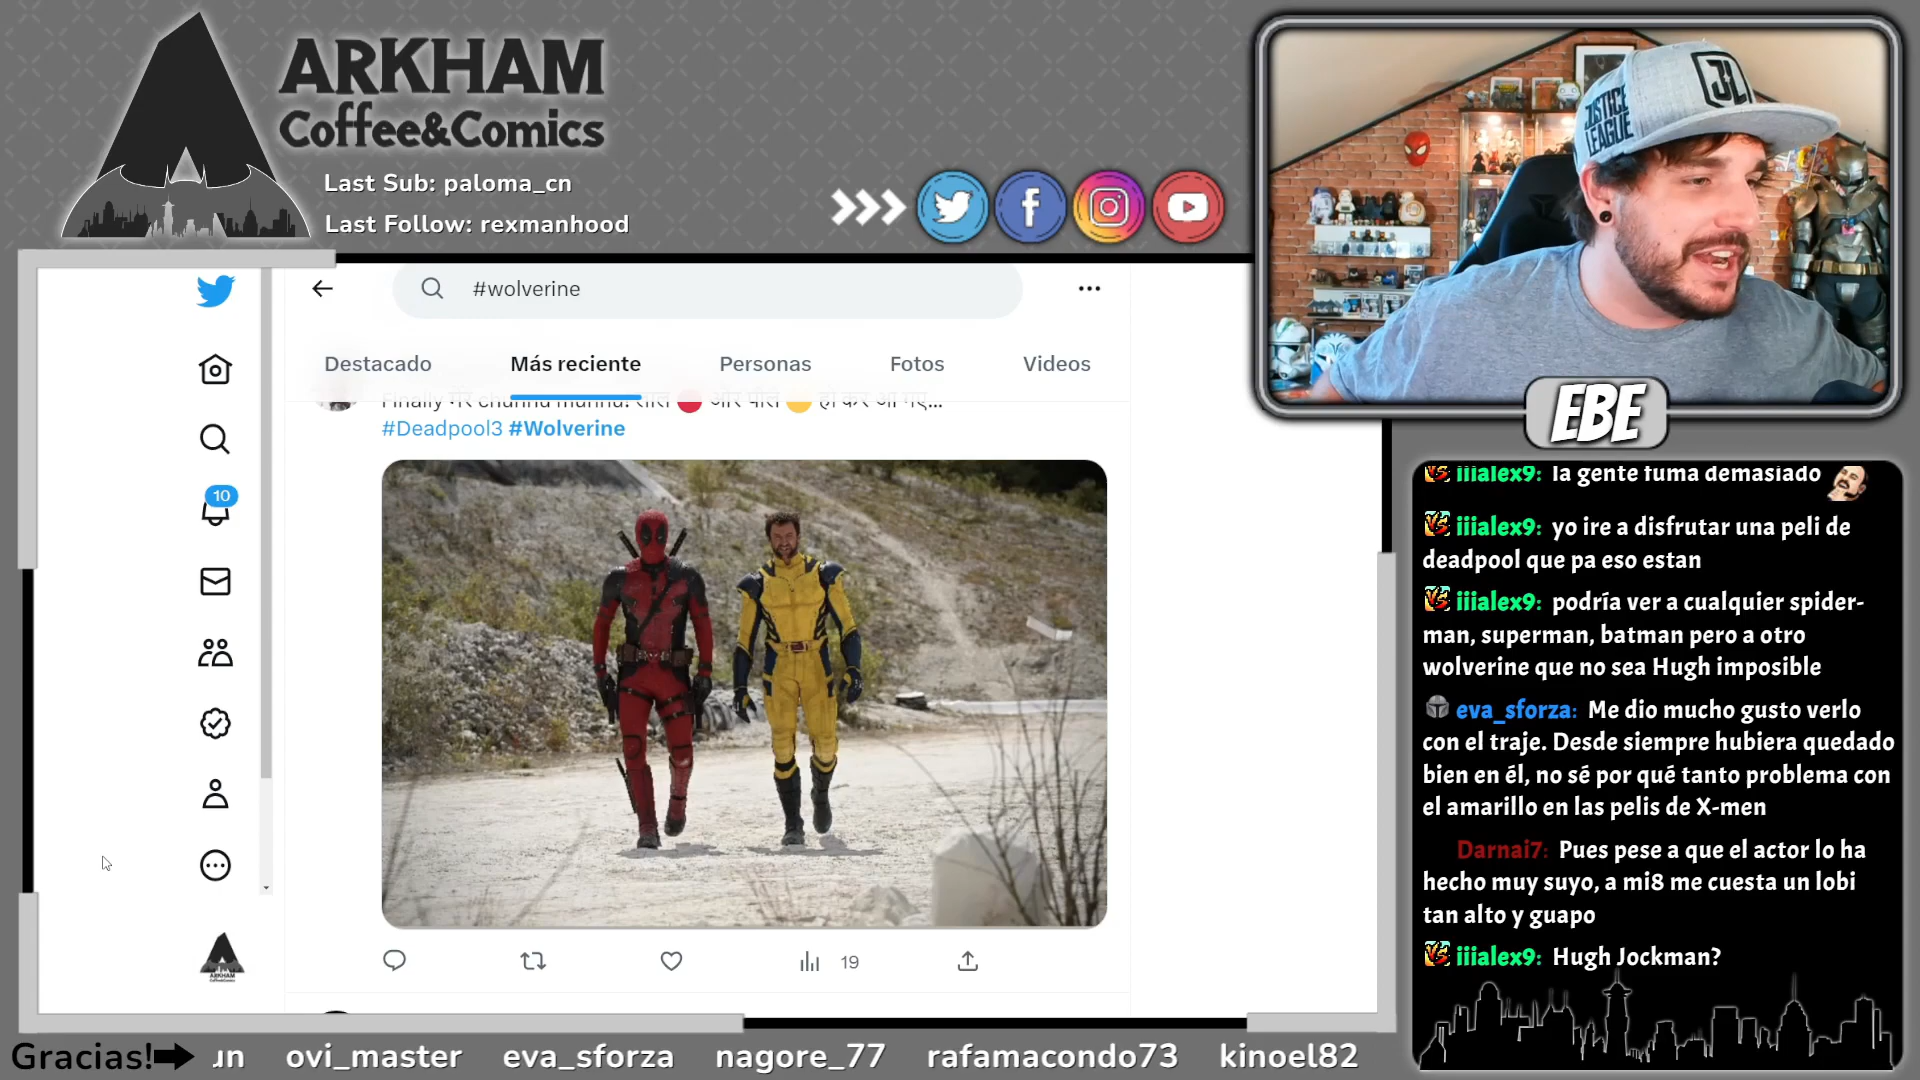 ARKHAM
Coffee&Comics
Last Sub: paloma_cn
Last Follow: rexmanhood
JUSTICE
LEAGUE
JL
EBE
#wolverine
Destacado
Más reciente
Personas
Fotos
Videos
Finally
#Deadpool3 #Wolverine
10
19
ARKHAM
iiialex9: la gente fuma demasiado
iiialex9: yo ire a disfrutar una peli de
deadpool que pa eso estan
iiialex9: podría ver a cualquier spider-
man, superman, batman pero a otro
wolverine que no sea Hugh imposible
eva_sforza: Me dio mucho gusto verlo
con el traje. Desde siempre hubiera quedado
bien en él, no sé por qué tanto problema con
el amarillo en las pelis de X-men
Darnai7: Pues pese a que el actor lo ha
hecho muy suyo, a mi8 me cuesta un lobi
tan alto y guapo
iiialex9: Hugh Jockman?
Gracias! un ovi_master eva_sforza nagore_77 rafamacondo73 kinoel82